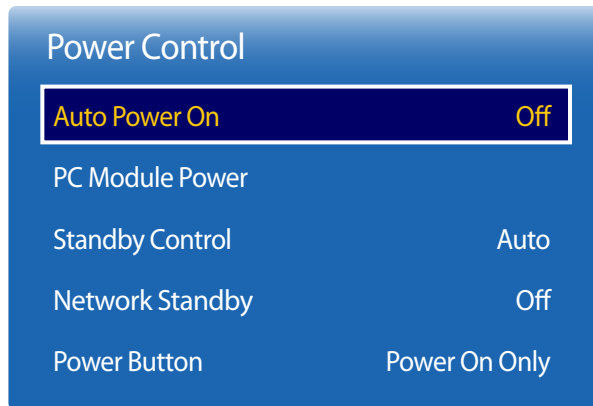 Power Control
Auto Power On Off
PC Module Power
Standby Control Auto
Network Standby Off
Power Button Power On Only